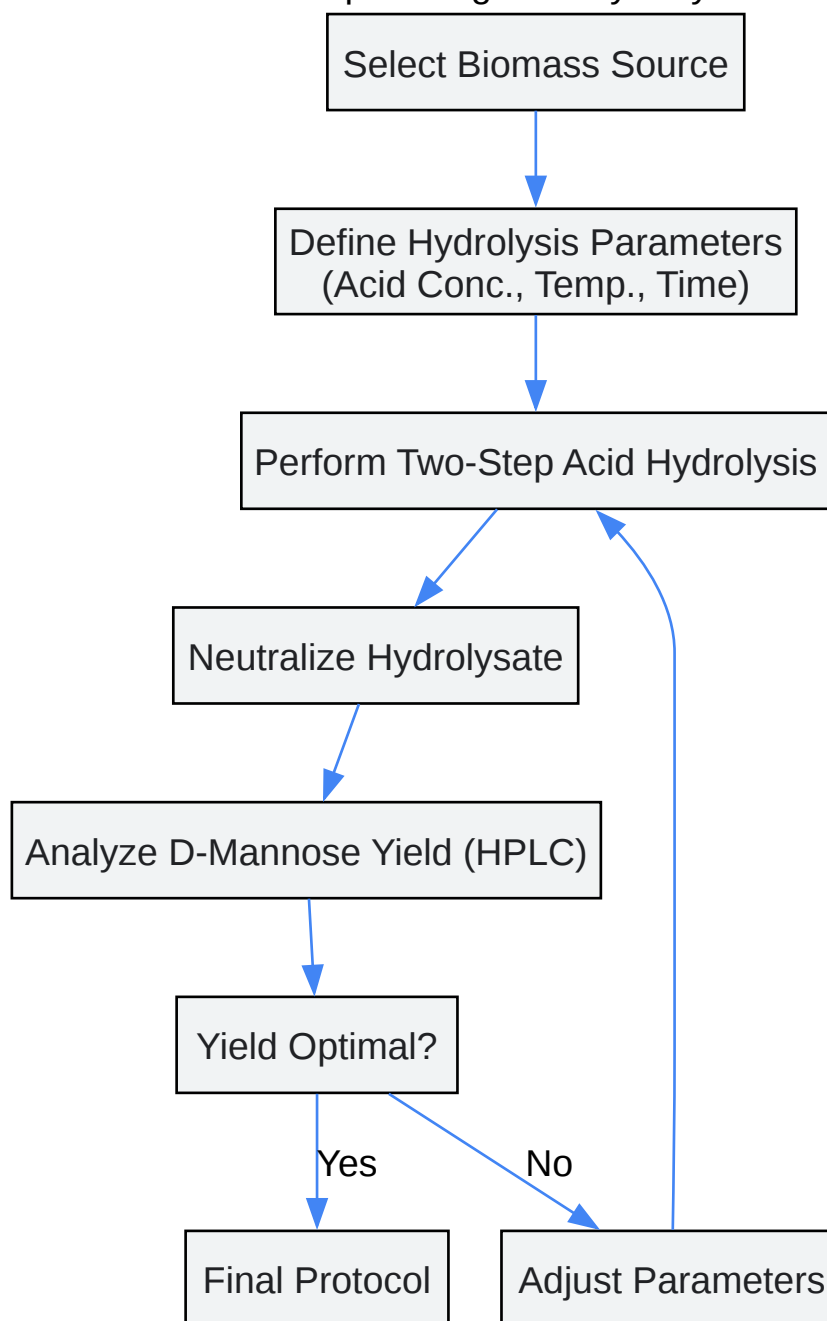 Select Biomass Source
Define Hydrolysis Parameters
(Acid Conc., Temp., Time)
Perform Two-Step Acid Hydrolysis
Neutralize Hydrolysate
Analyze D-Mannose Yield (HPLC)
Yield Optimal?
Yes
No
Final Protocol
Adjust Parameters